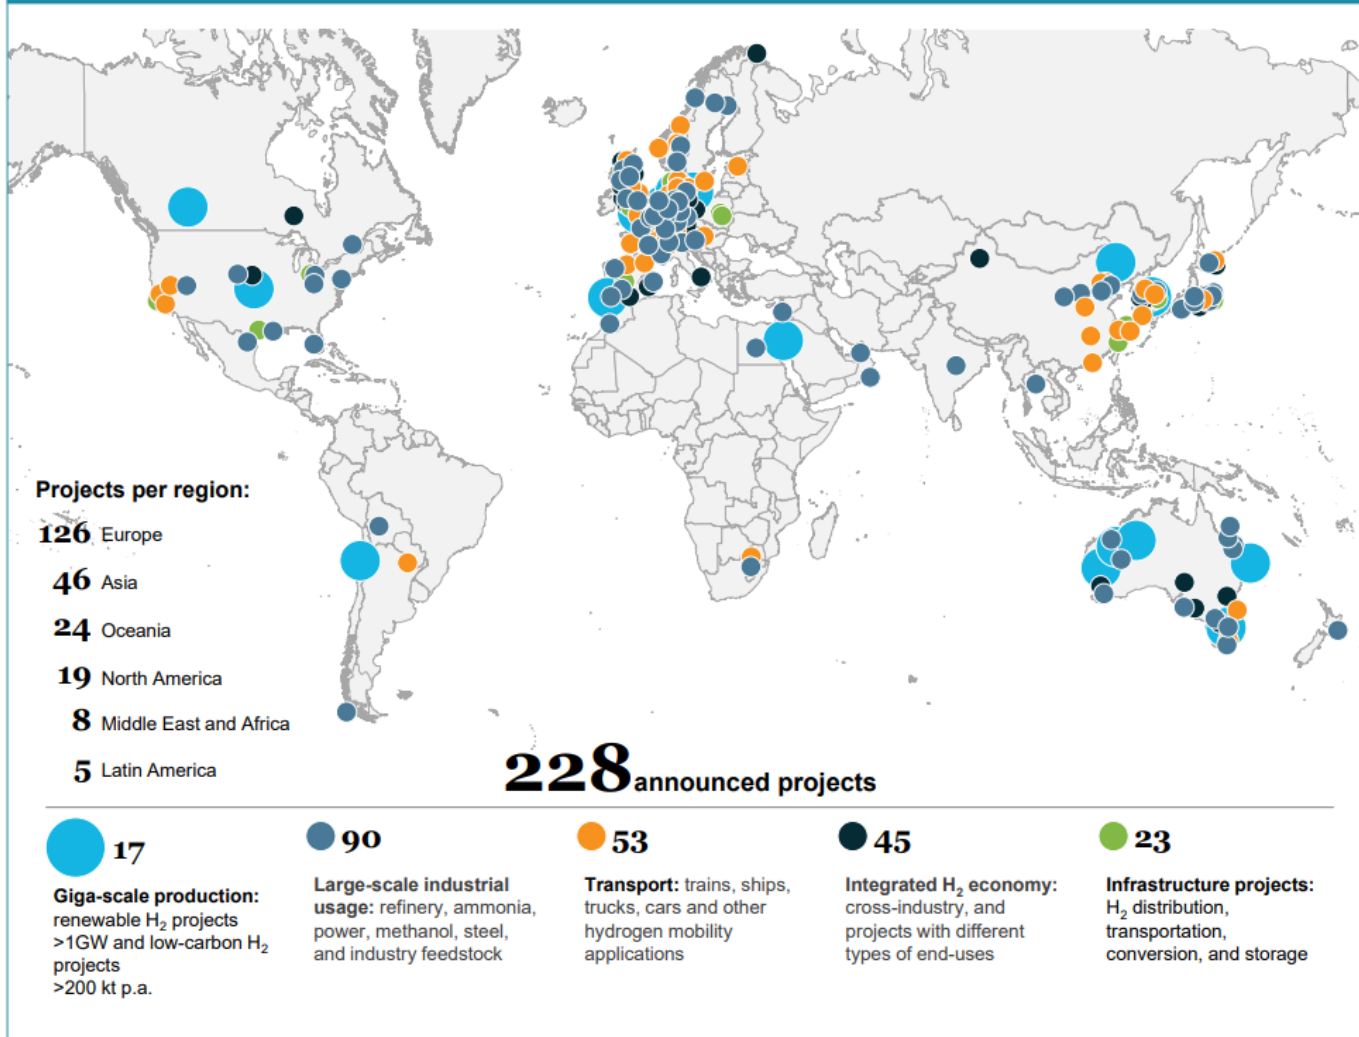 Projects per region:
126 Europe
46 Asia
24 Oceania
19 North America
8 Middle East and Africa
5 Latin America
228 announced projects
17
Giga-scale production:
renewable H₂ projects
>1GW and low-carbon H₂
projects
>200 kt p.a.
90
Large-scale industrial
usage: refinery, ammonia,
power, methanol, steel,
and industry feedstock
53
Transport: trains, ships,
trucks, cars and other
hydrogen mobility
applications
45
Integrated H₂ economy:
cross-industry, and
projects with different
types of end-uses
23
Infrastructure projects:
H₂ distribution,
transportation,
conversion, and storage